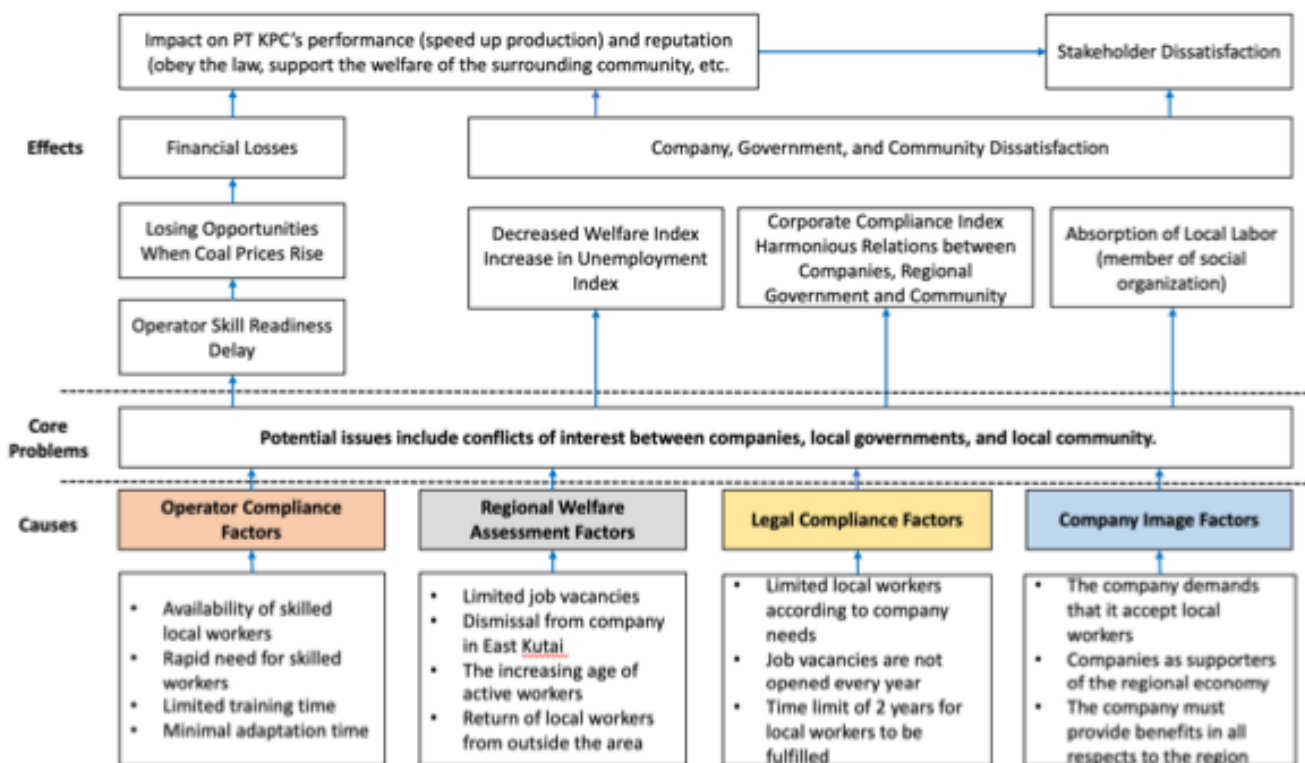 Impact on PT KPC's performance (speed up production) and reputation
(obey the law, support the welfare of the surrounding community, etc.
Stakeholder Dissatisfaction
Effects
Financial Losses
Company, Government, and Community Dissatisfaction
Losing Opportunities
When Coal Prices Rise
Decreased Welfare Index
Increase in Unemployment
Index
Corporate Compliance Index
Harmonious Relations between
Companies, Regional
Government and Community
Absorption of Local Labor
(member of social
organization)
Operator Skill Readiness
Delay
Core
Problems
Potential issues include conflicts of interest between companies, local governments, and local community.
Causes
Operator Compliance
Factors
Regional Welfare
Assessment Factors
Legal Compliance Factors
Company Image Factors
• Availability of skilled
local workers
• Rapid need for skilled
workers
• Limited training time
• Minimal adaptation time
• Limited job vacancies
• Dismissal from company
in East Kutai
• The increasing age of
active workers
• Return of local workers
from outside the area
• Limited local workers
according to company
needs
• Job vacancies are not
opened every year
• Time limit of 2 years for
local workers to be
fulfilled
• The company demands
that it accept local
workers
• Companies as supporters
of the regional economy
• The company must
provide benefits in all
respects to the region